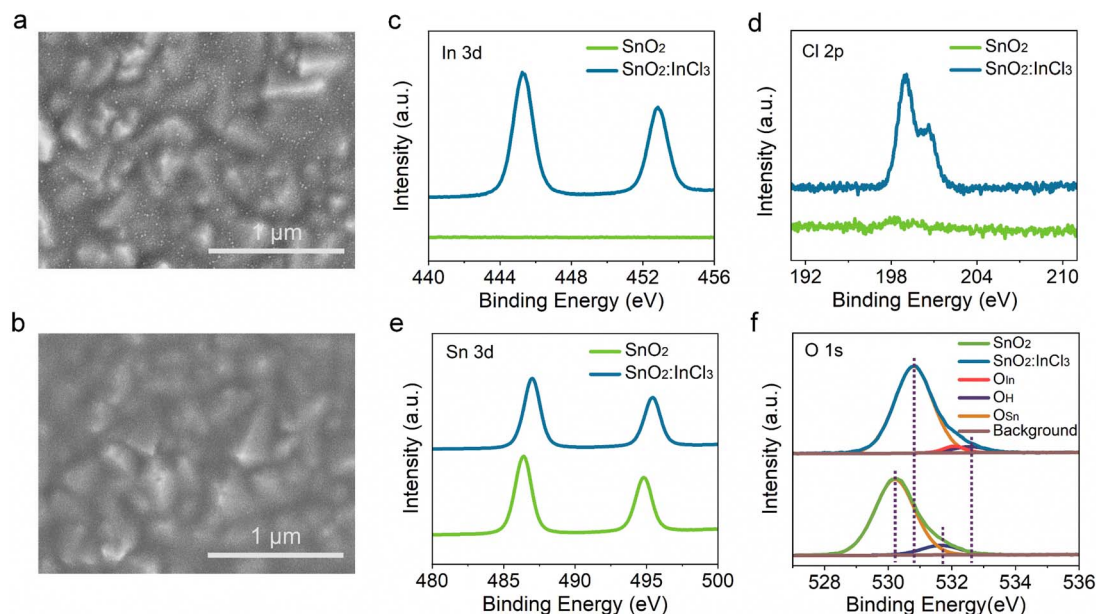 a
1 μm
b
1 μm
c
In 3d
SnO₂
SnO₂:InCl₃
Intensity (a.u.)
440 444 448 452 456
Binding Energy (eV)
d
Cl 2p
SnO₂
SnO₂:InCl₃
Intensity (a.u.)
192 198 204 210
Binding Energy (eV)
e
Sn 3d
SnO₂
SnO₂:InCl₃
Intensity (a.u.)
480 485 490 495 500
Binding Energy (eV)
f
O 1s
SnO₂
SnO₂:InCl₃
OIn
OH
OSn
Background
Intensity (a.u.)
528 530 532 534 536
Binding Energy(eV)